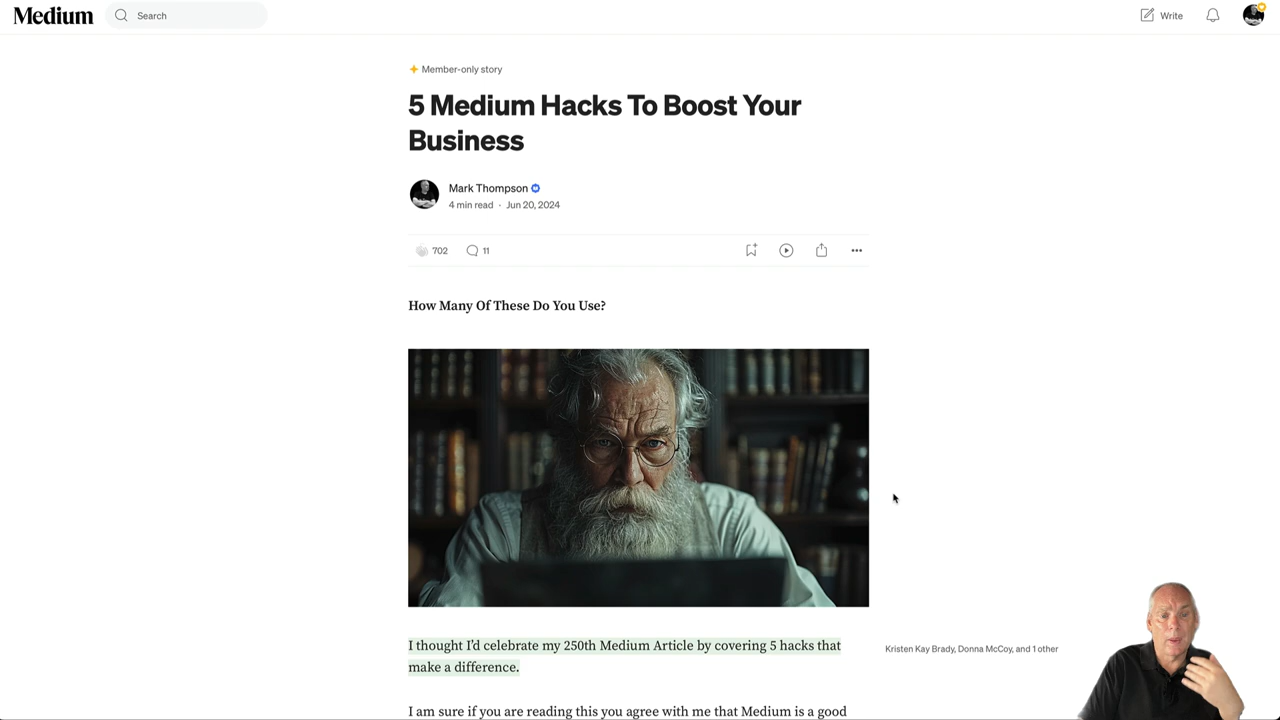 Medium
Search
Write
Member-only story
5 Medium Hacks To Boost Your
Business
Mark Thompson
4 min read · Jun 20, 2024
702
11
How Many Of These Do You Use?
I thought I'd celebrate my 250th Medium Article by covering 5 hacks that
make a difference.
Kristen Kay Brady, Donna McCoy, and 1 other
I am sure if you are reading this you agree with me that Medium is a good